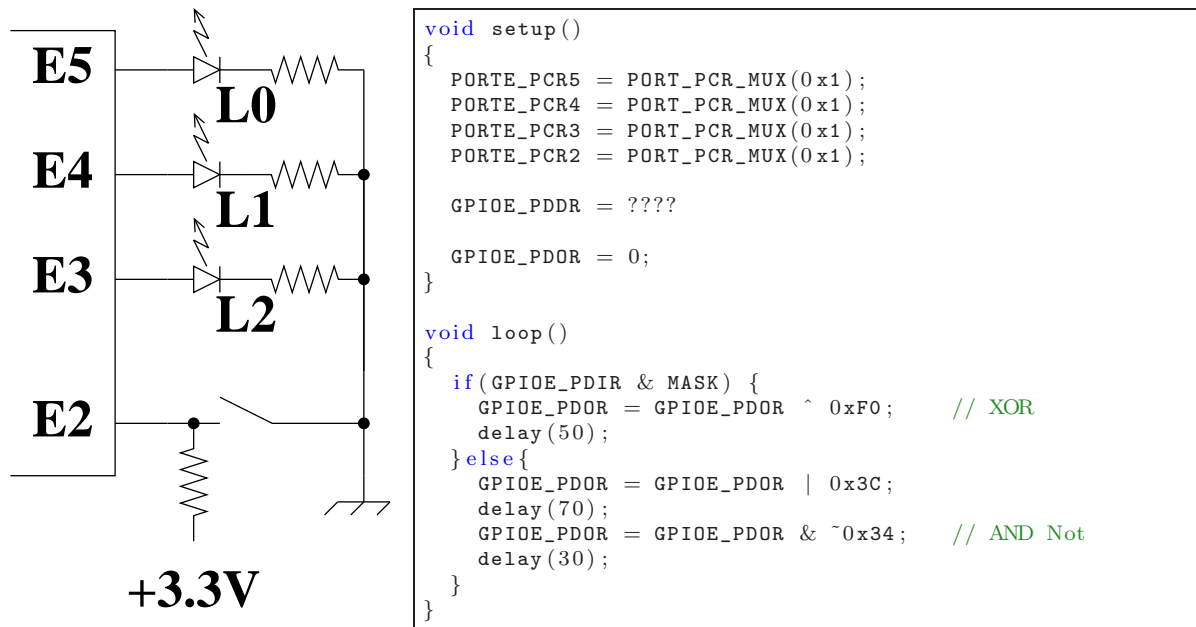 E5
L0
E4
L1
E3
L2
E2
+3.3V
void setup()
{
PORTE_PCR5 = PORT_PCR_MUX(0x1);
PORTE_PCR4 = PORT_PCR_MUX(0x1);
PORTE_PCR3 = PORT_PCR_MUX(0x1);
PORTE_PCR2 = PORT_PCR_MUX(0x1);
GPIOE_PDDR = ????
GPIOE_PDOR = 0;
}
void loop()
{
if(GPIOE_PDIR & MASK) {
GPIOE_PDOR = GPIOE_PDOR ^ 0xF0; // XOR
delay(50);
}else{
GPIOE_PDOR = GPIOE_PDOR | 0x3C;
delay(70);
GPIOE_PDOR = GPIOE_PDOR & ~0x34; // AND Not
delay(30);
}
}